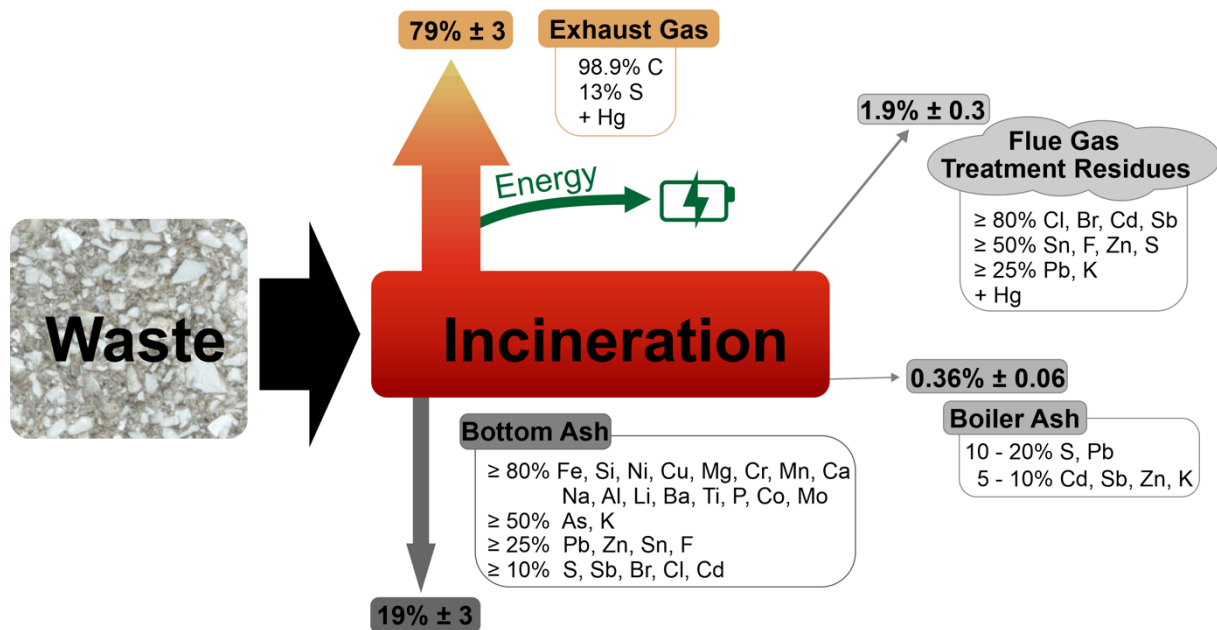 79% ± 3
Exhaust Gas
98.9% C
13% S
+ Hg
Energy
1.9% ± 0.3
Flue Gas
Treatment Residues
≥ 80% Cl, Br, Cd, Sb
≥ 50% Sn, F, Zn, S
≥ 25% Pb, K
+ Hg
Waste
Incineration
0.36% ± 0.06
Boiler Ash
10 - 20% S, Pb
5 - 10% Cd, Sb, Zn, K
Bottom Ash
≥ 80% Fe, Si, Ni, Cu, Mg, Cr, Mn, Ca
Na, Al, Li, Ba, Ti, P, Co, Mo
≥ 50% As, K
≥ 25% Pb, Zn, Sn, F
≥ 10% S, Sb, Br, Cl, Cd
19% ± 3